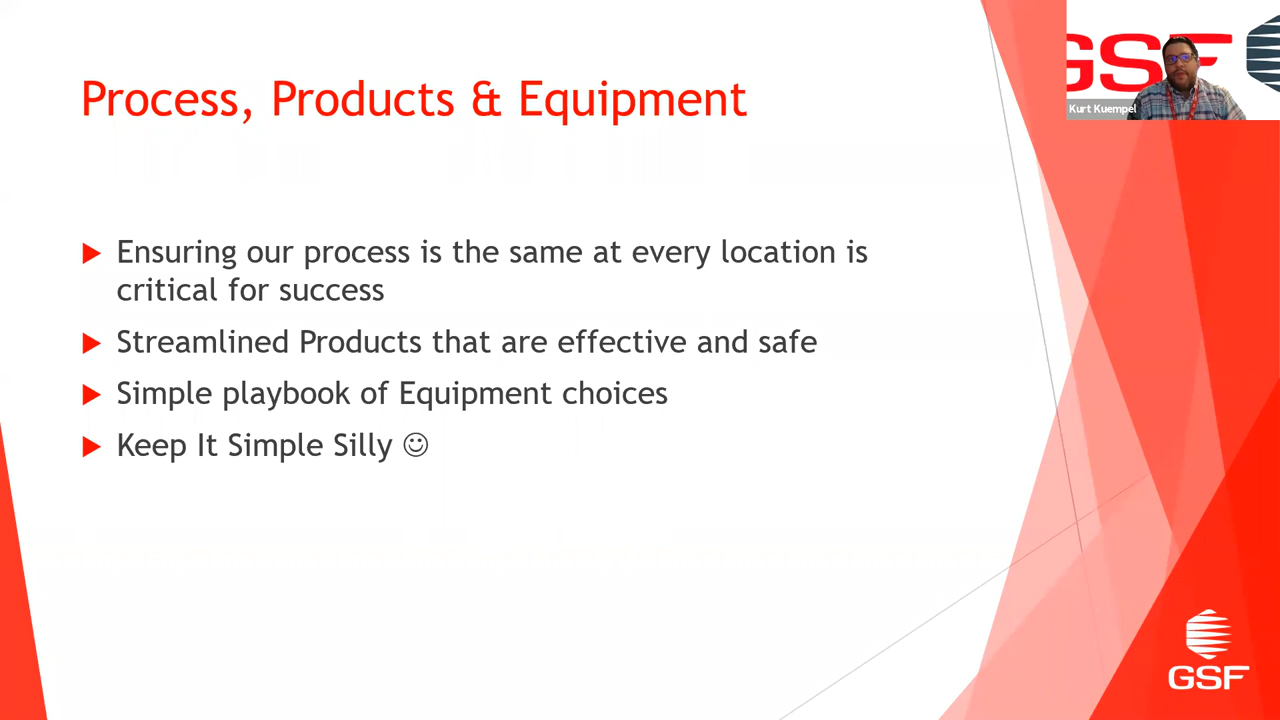 Process, Products & Equipment
GSF
Kurt Kuempel
Ensuring our process is the same at every location is
critical for success
Streamlined Products that are effective and safe
Simple playbook of Equipment choices
Keep It Simple Silly ☺
GSF